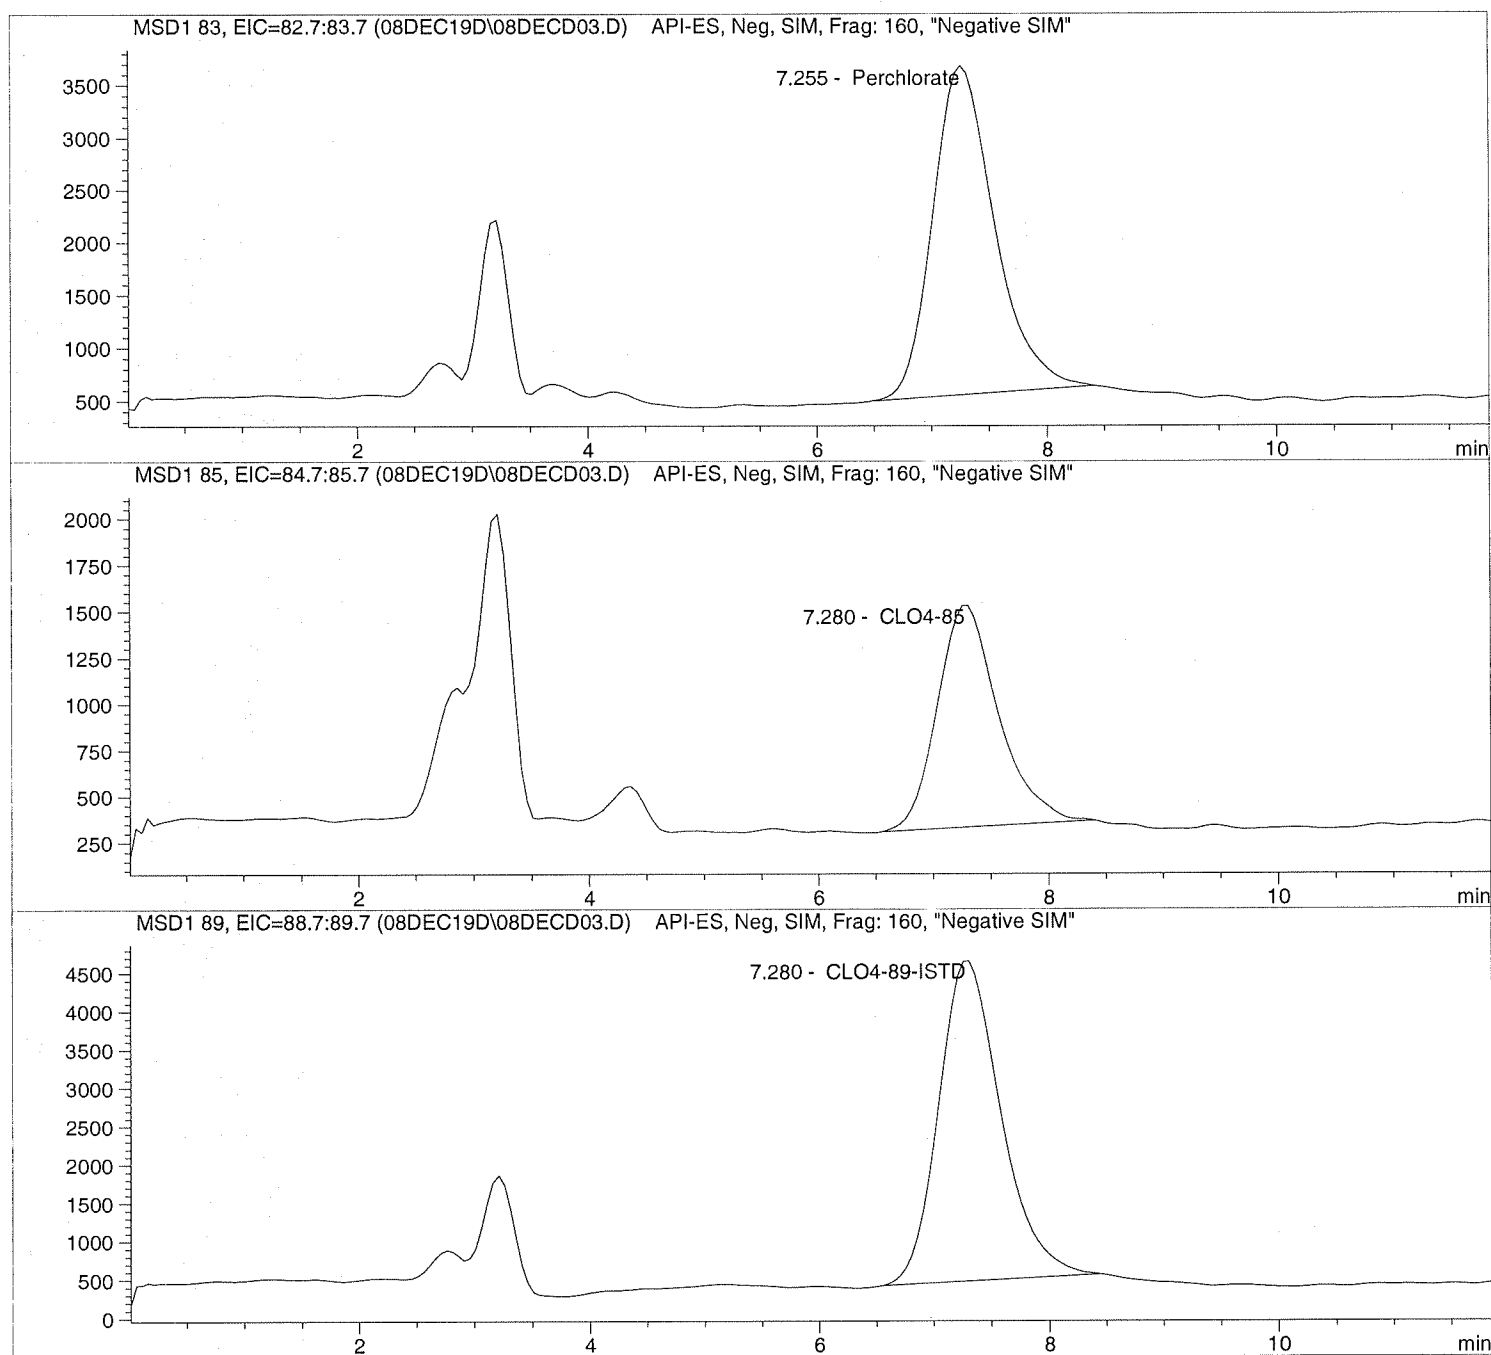 MSD1 83, EIC=82.7:83.7 (08DEC19D\08DECD03.D) API-ES, Neg, SIM, Frag: 160, "Negative SIM"
7.255 - Perchlorate
3500
3000
2500
2000
1500
1000
500
2 4 6 8 10 min
MSD1 85, EIC=84.7:85.7 (08DEC19D\08DECD03.D) API-ES, Neg, SIM, Frag: 160, "Negative SIM"
2000
1750
7.280 - CLO4-85
1500
1250
1000
750
500
250
2 4 6 8 10 min
MSD1 89, EIC=88.7:89.7 (08DEC19D\08DECD03.D) API-ES, Neg, SIM, Frag: 160, "Negative SIM"
7.280 - CLO4-89-ISTD
4500
4000
3500
3000
2500
2000
1500
1000
500
0
2 4 6 8 10 min